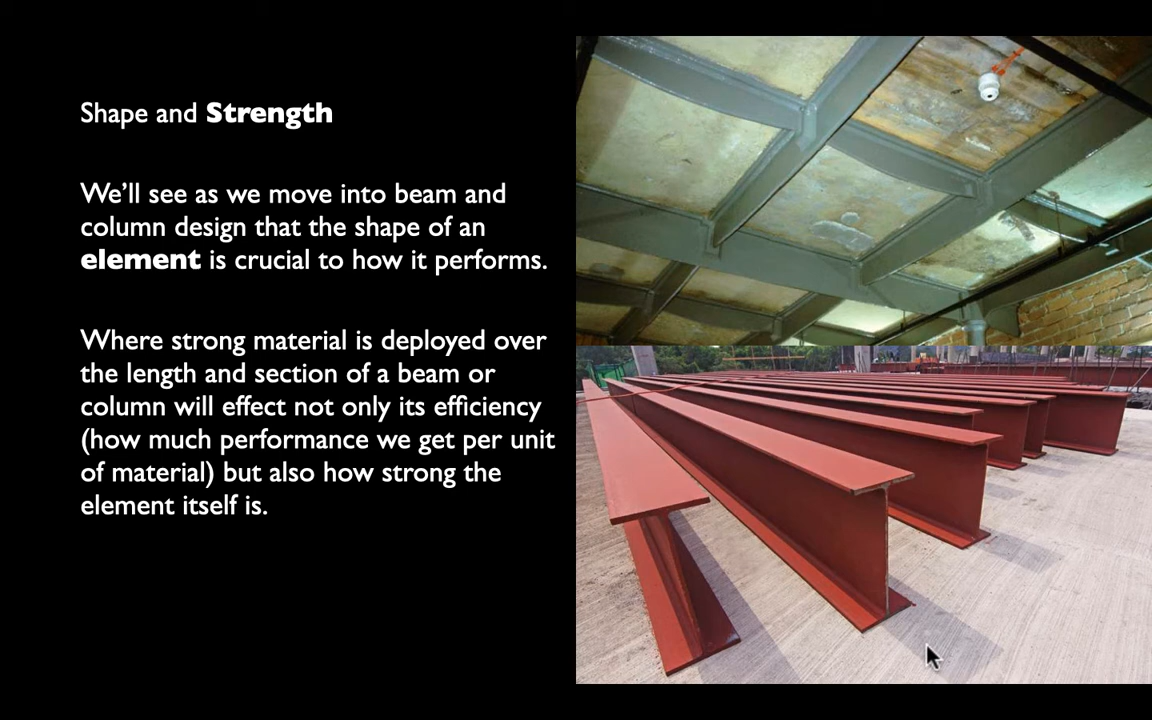 Shape and Strength
We'll see as we move into beam and
column design that the shape of an
element is crucial to how it performs.
Where strong material is deployed over
the length and section of a beam or
column will effect not only its efficiency
(how much performance we get per unit
of material) but also how strong the
element itself is.